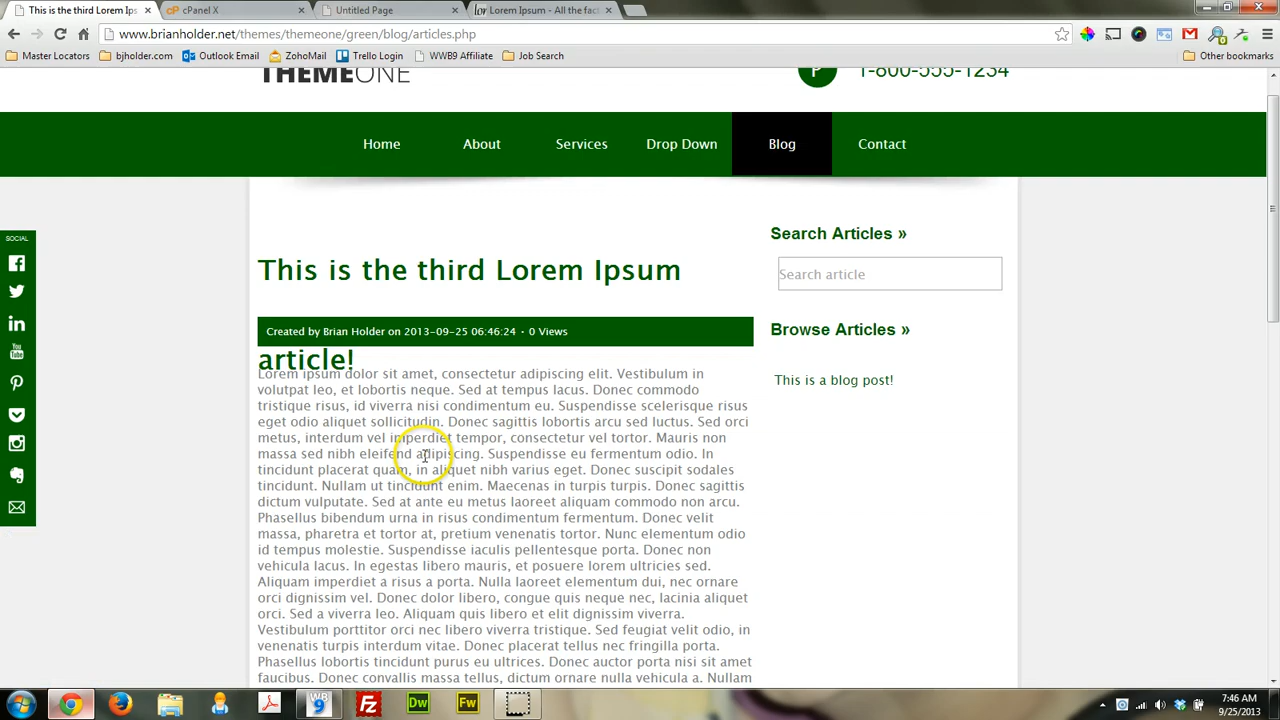 This is the third Lorem Ips
cPanel X
Untitled Page
Lorem Ipsum - All the fac
www.brianholder.net/themes/themeone/green/blog/articles.php
Master Locators
bjholder.com
Outlook Email
ZohoMail
Trello Login
WWB9 Affiliate
Job Search
Other bookmarks
THEMEONE
P
1-800-555-1234
Home
About
Services
Drop Down
Blog
Contact
SOCIAL
This is the third Lorem Ipsum
Created by Brian Holder on 2013-09-25 06:46:24 · 0 Views
article!
Lorem ipsum dolor sit amet, consectetur adipiscing elit. Vestibulum in
volutpat leo, et lobortis neque. Sed at tempus lacus. Donec commodo
tristique risus, id viverra nisi condimentum eu. Suspendisse scelerisque risus
eget odio aliquet sollicitudin. Donec sagittis lobortis arcu sed luctus. Sed orci
metus, interdum vel imperdiet tempor, consectetur vel tortor. Mauris non
massa sed nibh eleifend adipiscing. Suspendisse eu fermentum odio. In
tincidunt placerat quam, in aliquet nibh varius eget. Donec suscipit sodales
tincidunt. Nullam ut tincidunt enim. Maecenas in turpis turpis. Donec sagittis
dictum vulputate. Sed at ante eu metus laoreet aliquam commodo non arcu.
Phasellus bibendum urna in risus condimentum fermentum. Donec velit
massa, pharetra et tortor at, pretium venenatis tortor. Nunc elementum odio
id tempus molestie. Suspendisse iaculis pellentesque porta. Donec non
vehicula lacus. In egestas libero mauris, et posuere lorem ultricies sed.
Aliquam imperdiet a risus a porta. Nulla laoreet elementum dui, nec ornare
orci dignissim vel. Donec dolor libero, congue quis neque nec, lacinia aliquet
orci. Sed a viverra leo. Aliquam quis libero et elit dignissim viverra.
Vestibulum porttitor orci nec libero viverra tristique. Sed feugiat velit odio, in
venenatis turpis interdum vitae. Donec placerat tellus nec fringilla porta.
Phasellus lobortis tincidunt purus eu ultrices. Donec auctor porta nisi sit amet
faucibus. Donec convallis massa tellus, dictum ornare nulla vehicula a. Nullam
Search Articles »
Search article
Browse Articles »
This is a blog post!
WB
9
Fz
Dw
Fw
7:46 AM
9/25/2013